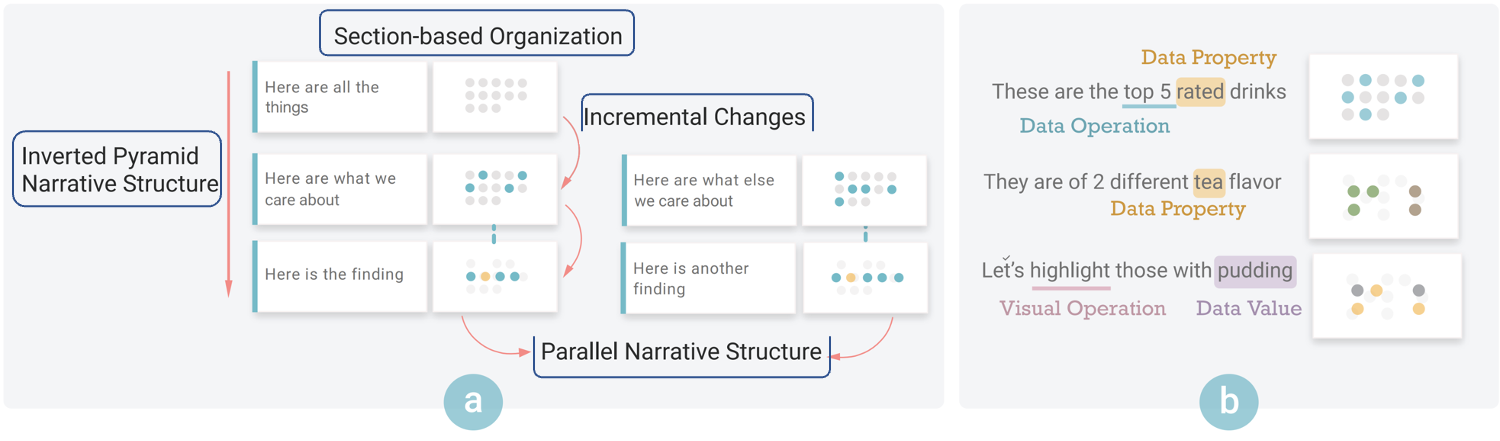 Section-based Organization
Here are all the
things
Incremental Changes
Inverted Pyramid
Narrative Structure
Here are what we
care about
Here are what else
we care about
Here is the finding
Here is another
finding
Parallel Narrative Structure
a
Data Property
These are the top 5 rated drinks
Data Operation
They are of 2 different tea flavor
Data Property
Let's highlight those with pudding
Visual Operation Data Value
b